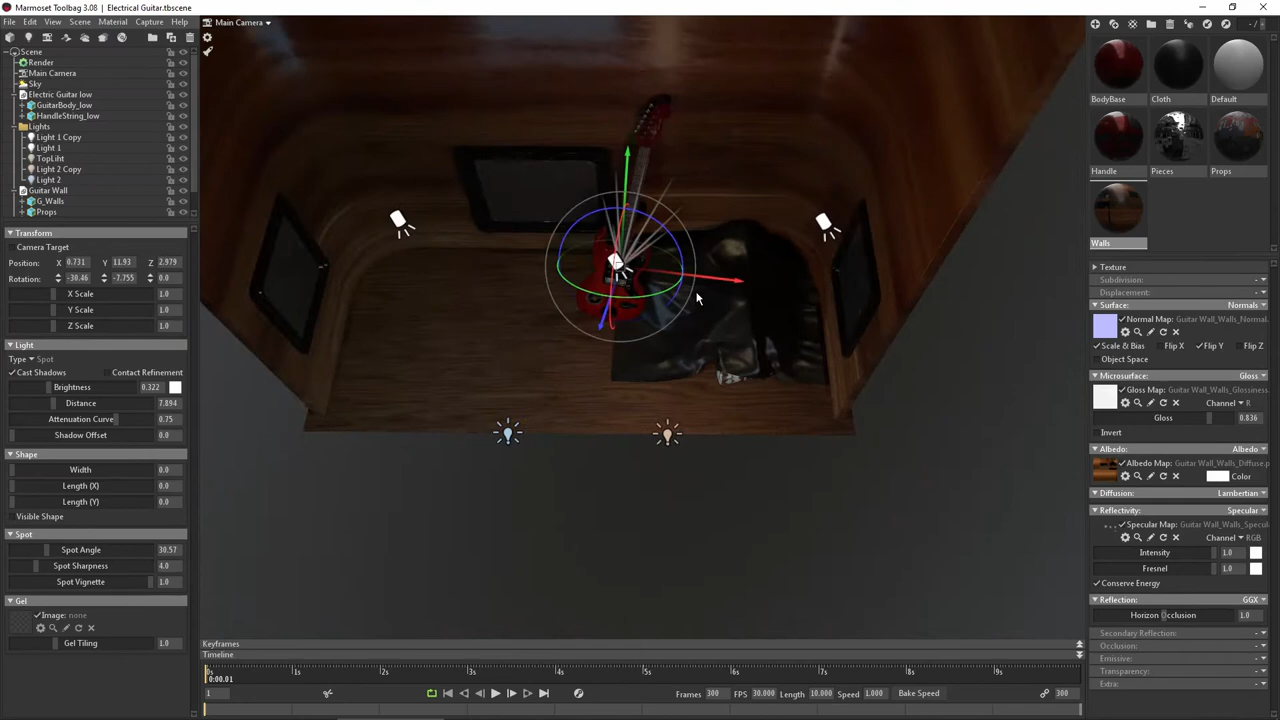 Marmoset Toolbag 3.08 | Electrical Guitar.tbscene
File Edit View Scene Material Capture Help
Main Camera
Scene
Render
Main Camera
Sky
Electric Guitar low
GuitarBody_low
HandleString_low
Lights
Light 1 Copy
Light 1
TopLiht
Light 2 Copy
Light 2
Guitar Wall
G_Walls
Props
Transform
Camera Target
Position: X 0.731 Y 11.93 Z 2.979
Rotation: -30.46 -7.755 0.0
X Scale 1.0
Y Scale 1.0
Z Scale 1.0
Light
Type Spot
Cast Shadows Contact Refinement
Brightness 0.322
Distance 7.894
Attenuation Curve 0.75
Shadow Offset 0.0
Shape
Width 0.0
Length (X) 0.0
Length (Y) 0.0
Visible Shape
Spot
Spot Angle 30.57
Spot Sharpness 4.0
Spot Vignette 1.0
Gel
Image: none
Gel Tiling 1.0
Keyframes
Timeline
0s 1s 2s 3s 4s 5s 6s 7s 8s 9s
0:00.01
1 Frames 300 FPS 30.000 Length 10.000 Speed 1.000 Bake Speed 300
BodyBase Cloth Default
Handle Pieces Props
Walls
Texture
Subdivision:
Displacement:
Surface: Normals
Normal Map: Guitar Wall_Walls_Normal.
Scale & Bias Flip X Flip Y Flip Z
Object Space
Microsurface: Gloss
Gloss Map: Guitar Wall_Walls_Glossines
Channel R
Gloss 0.836
Invert
Albedo: Albedo
Albedo Map: Guitar Wall_Walls_Diffuse.p
Color
Diffusion: Lambertian
Reflectivity: Specular
Specular Map: Guitar Wall_Walls_Specul
Channel RGB
Intensity 1.0
Fresnel 1.0
Conserve Energy
Reflection: GGX
Horizon Occlusion 1.0
Secondary Reflection:
Occlusion:
Emissive:
Transparency:
Extra: